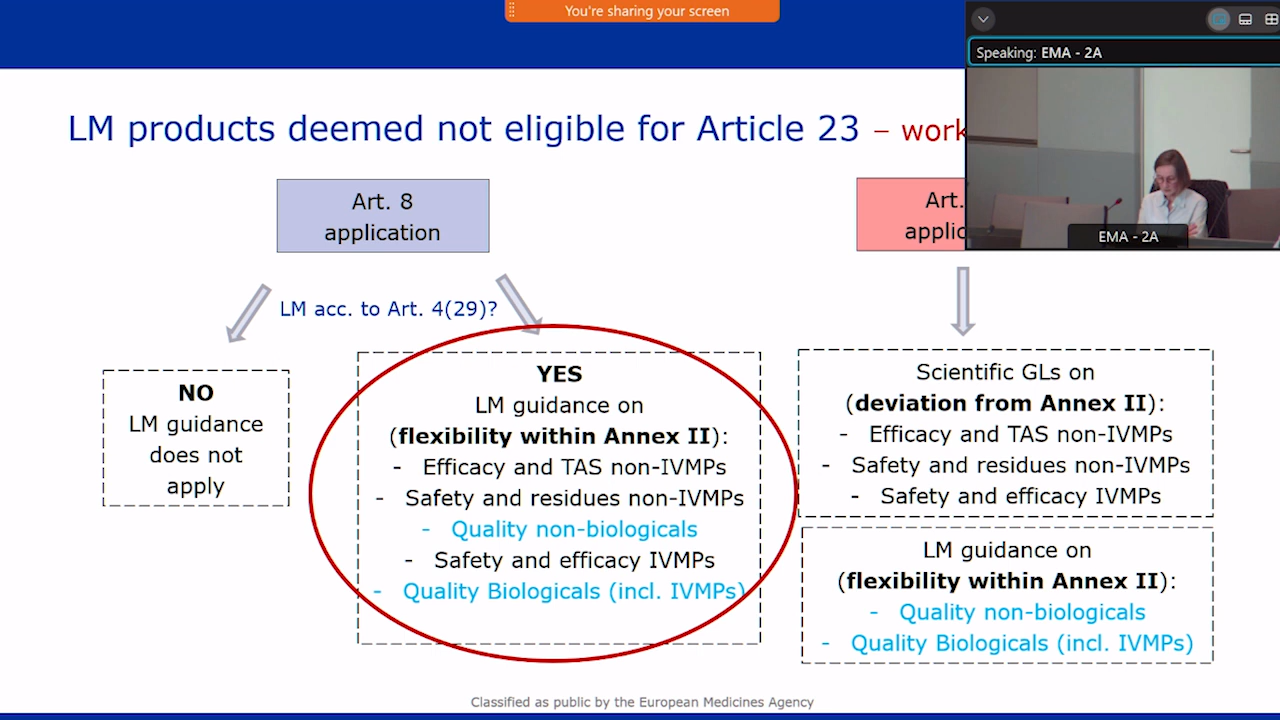 You're sharing your screen
Speaking: EMA - 2A
LM products deemed not eligible for Article 23 – work
EMA - 2A
Art. 8
application
Art.
applic
LM acc. to Art. 4(29)?
NO
LM guidance
does not
apply
YES
LM guidance on
(flexibility within Annex II):
- Efficacy and TAS non-IVMPs
- Safety and residues non-IVMPs
- Quality non-biologicals
- Safety and efficacy IVMPs
- Quality Biologicals (incl. IVMPs)
Scientific GLs on
(deviation from Annex II):
- Efficacy and TAS non-IVMPs
- Safety and residues non-IVMPs
- Safety and efficacy IVMPs
LM guidance on
(flexibility within Annex II):
- Quality non-biologicals
- Quality Biologicals (incl. IVMPs)
Classified as public by the European Medicines Agency